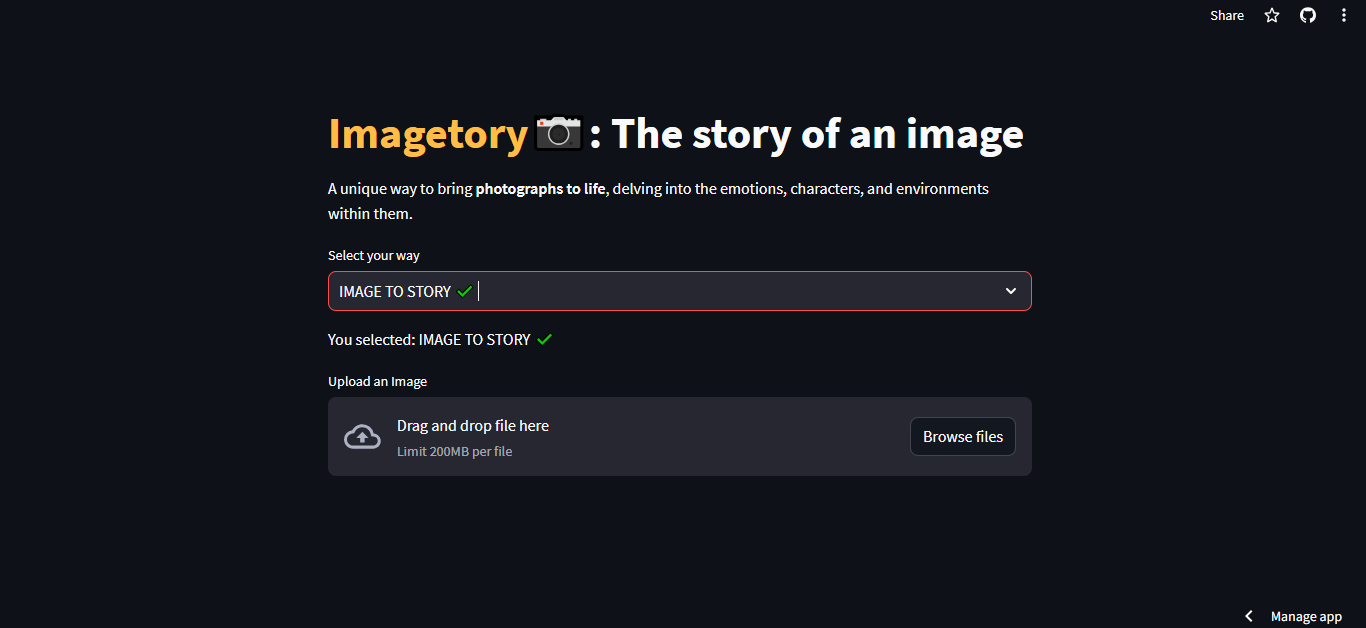 Share
Imagetory 📷 : The story of an image
A unique way to bring photographs to life, delving into the emotions, characters, and environments
within them.
Select your way
IMAGE TO STORY ✔
You selected: IMAGE TO STORY ✔
Upload an Image
Drag and drop file here
Limit 200MB per file
Browse files
Manage app